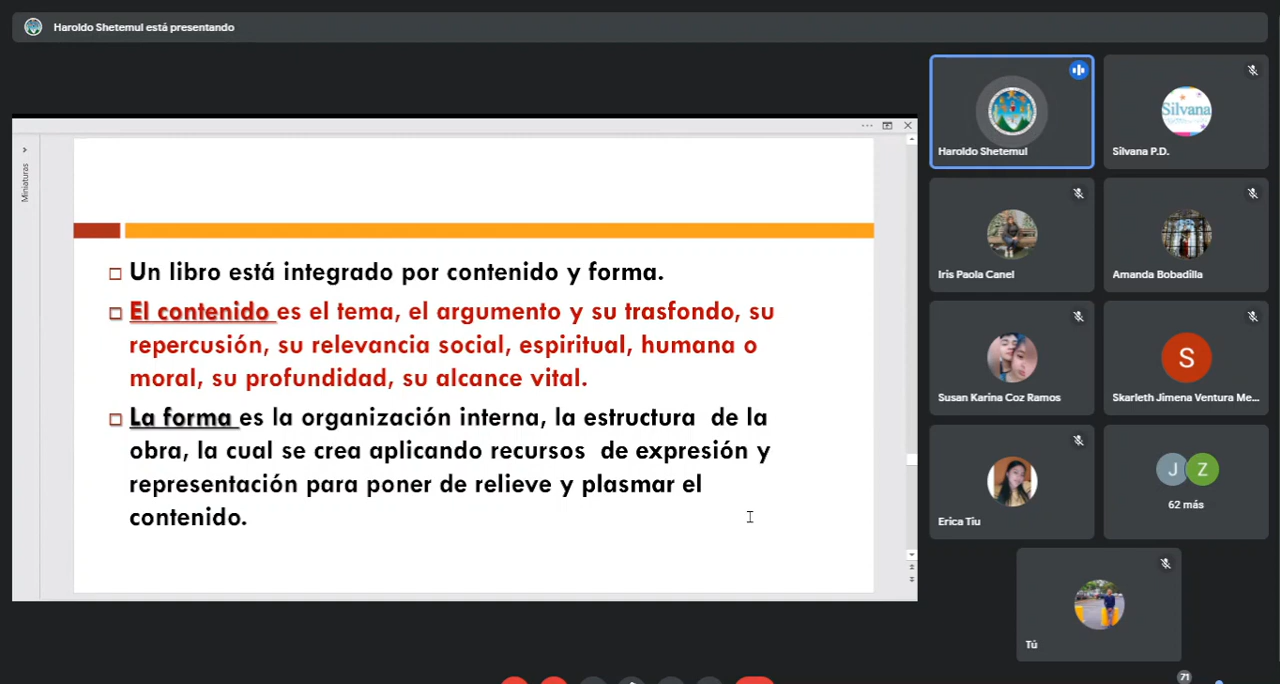 Haroldo Shetemul está presentando
Miniaturas
Un libro está integrado por contenido y forma.
El contenido es el tema, el argumento y su trasfondo, su
repercusión, su relevancia social, espiritual, humana o
moral, su profundidad, su alcance vital.
La forma es la organización interna, la estructura de la
obra, la cual se crea aplicando recursos de expresión y
representación para poner de relieve y plasmar el
contenido.
Haroldo Shetemul
Silvana
Silvana P.D.
Iris Paola Canel
Amanda Bobadilla
Susan Karina Coz Ramos
S
Skarleth Jimena Ventura Me...
Erica Tiu
J Z
62 más
Tú
71